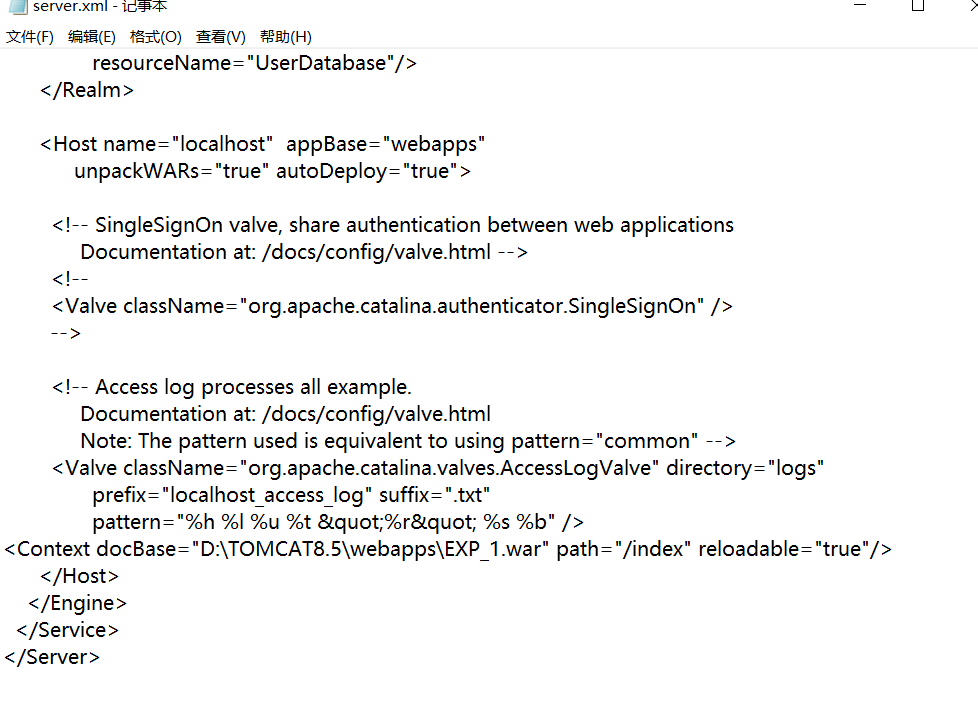 server.xml - 记事本
文件(F) 编辑(E) 格式(O) 查看(V) 帮助(H)
resourceName="UserDatabase"/>
</Realm>
<Host name="localhost"  appBase="webapps"
unpackWARs="true" autoDeploy="true">
<!-- SingleSignOn valve, share authentication between web applications
Documentation at: /docs/config/valve.html -->
<!--
<Valve className="org.apache.catalina.authenticator.SingleSignOn" />
-->
<!-- Access log processes all example.
Documentation at: /docs/config/valve.html
Note: The pattern used is equivalent to using pattern="common" -->
<Valve className="org.apache.catalina.valves.AccessLogValve" directory="logs"
prefix="localhost_access_log" suffix=".txt"
pattern="%h %l %u %t &quot;%r&quot; %s %b" />
<Context docBase="D:\TOMCAT8.5\webapps\EXP_1.war" path="/index" reloadable="true"/>
</Host>
</Engine>
</Service>
</Server>